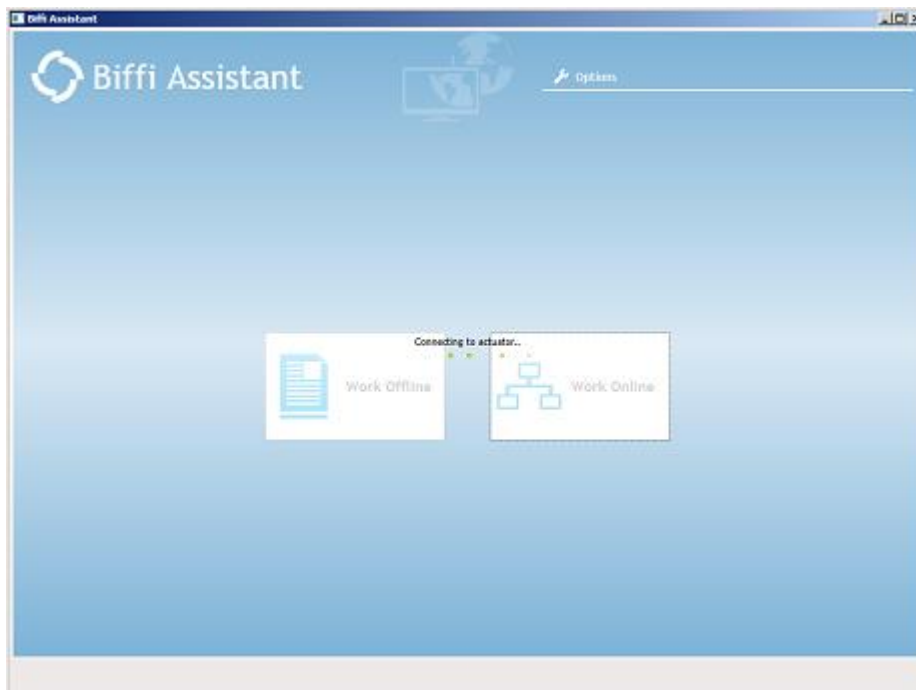 Biffi Assistant
Biffi Assistant
Options
Connecting to actuator..
Work Offline
Work Online